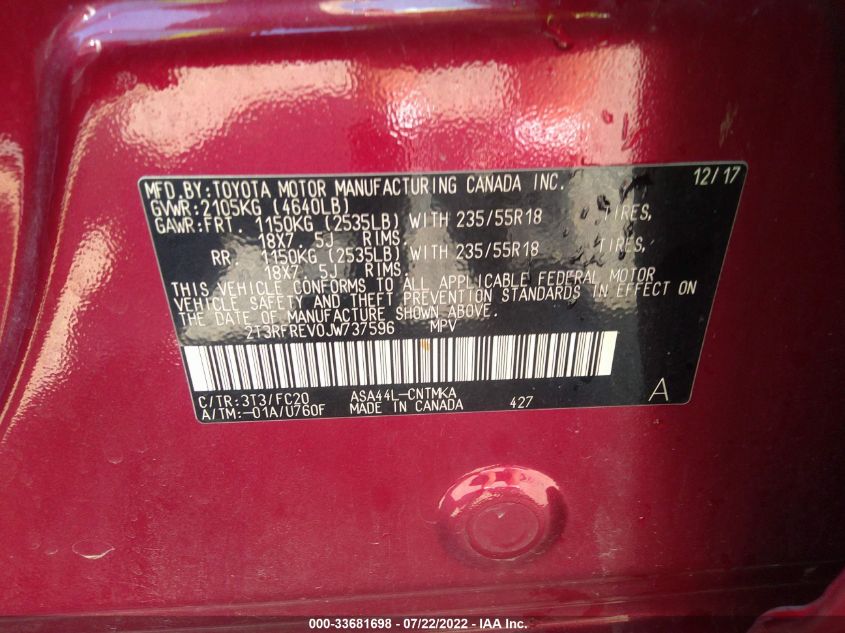 MFD.BY:TOYOTA MOTOR MANUFACTURING CANADA INC. 12/17
GVWR:2105KG (4640LB)
GAWR:FRT. 1150KG (2535LB) WITH 235/55R18 TIRES,
18X7.5J RIMS.
RR. 1150KG (2535LB) WITH 235/55R18 TIRES,
18X7.5J RIMS.
THIS VEHICLE CONFORMS TO ALL APPLICABLE FEDERAL MOTOR
VEHICLE SAFETY AND THEFT PREVENTION STANDARDS IN EFFECT ON
THE DATE OF MANUFACTURE SHOWN ABOVE.
2T3RFREV0JW737596 MPV
C/TR:3T3/FC20 ASA44L-CNTMKA A
A/TM:-01A/U760F MADE IN CANADA 427
000-33681698 - 07/22/2022 - IAA Inc.